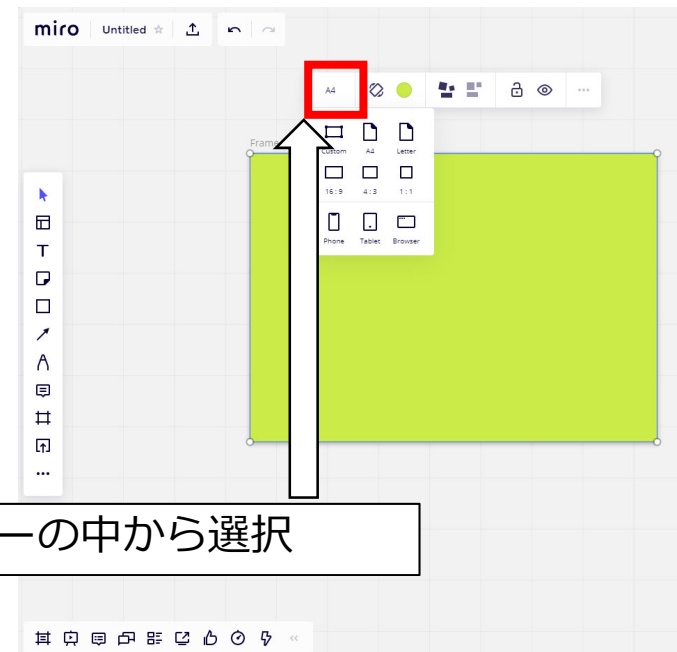 miro Untitled
A4
Frame
Custom A4 Letter
16:9 4:3 1:1
Phone Tablet Browser
ーの中から選択